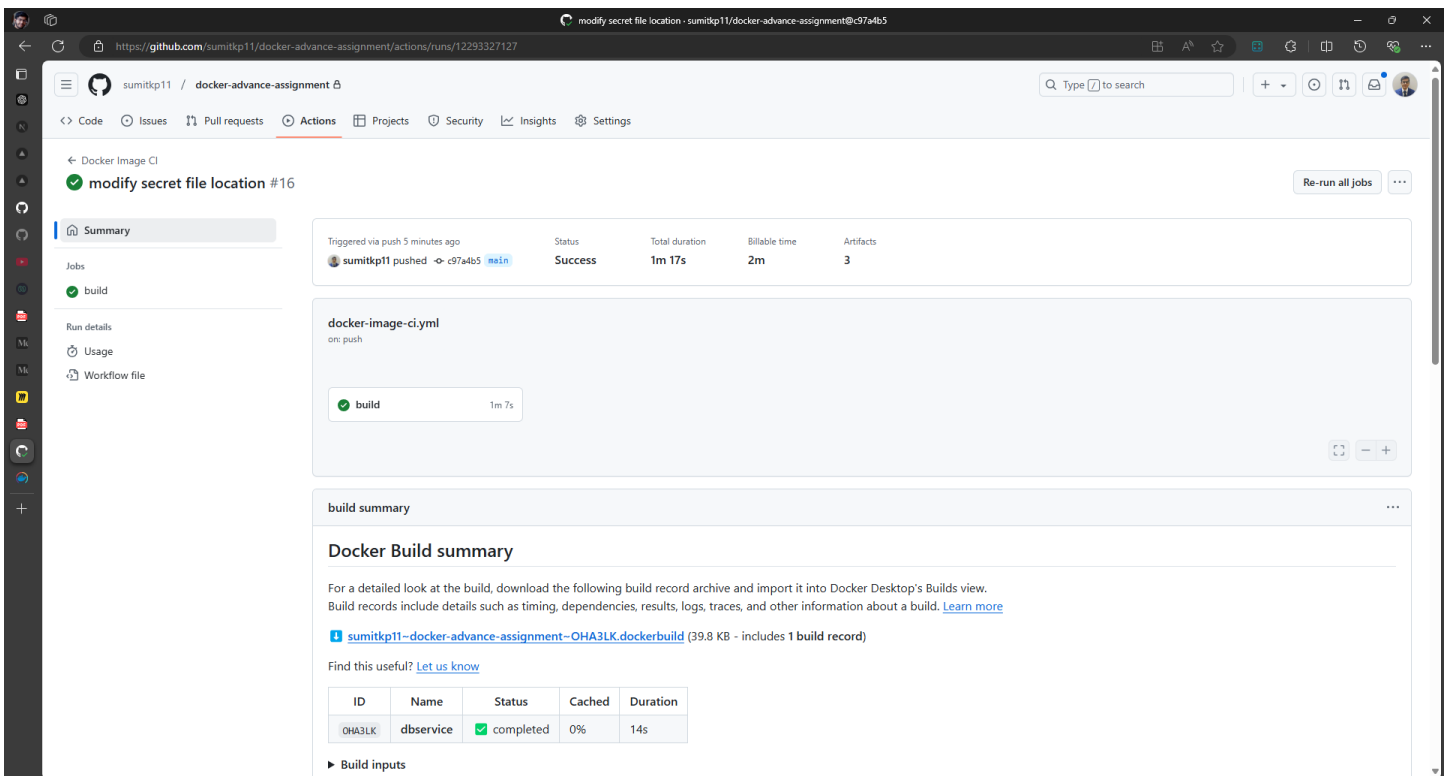 modify secret file location · sumitkp11/docker-advance-assignment@c97a4b5
https://github.com/sumitkp11/docker-advance-assignment/actions/runs/12293327127
sumitkp11 / docker-advance-assignment
Type / to search
Code Issues Pull requests Actions Projects Security Insights Settings
← Docker Image CI
modify secret file location #16
Re-run all jobs
Summary
Jobs
build
Run details
Usage
Workflow file
Triggered via push 5 minutes ago Status Total duration Billable time Artifacts
sumitkp11 pushed c97a4b5 main Success 1m 17s 2m 3
docker-image-ci.yml
on: push
build 1m 7s
build summary
Docker Build summary
For a detailed look at the build, download the following build record archive and import it into Docker Desktop's Builds view.
Build records include details such as timing, dependencies, results, logs, traces, and other information about a build. Learn more
sumitkp11~docker-advance-assignment~OHA3LK.dockerbuild (39.8 KB - includes 1 build record)
Find this useful? Let us know
ID Name Status Cached Duration
OHA3LK dbservice completed 0% 14s
Build inputs